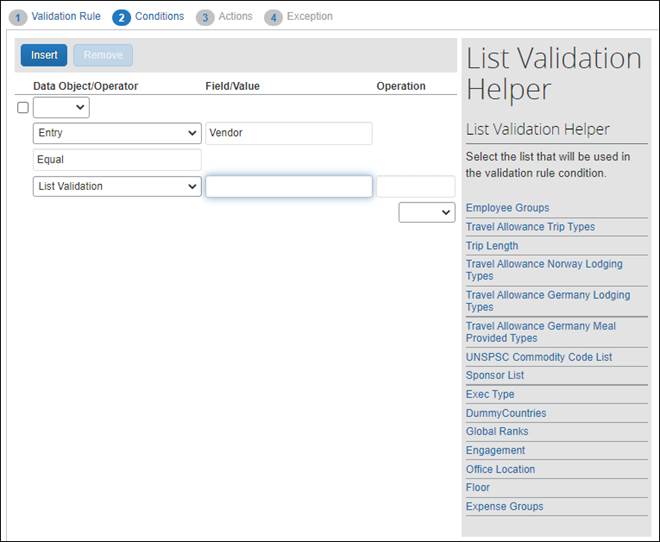 1 Validation Rule 2 Conditions 3 Actions 4 Exception
Insert Remove
Data Object/Operator Field/Value Operation
Entry Vendor
Equal
List Validation
List Validation
Helper
List Validation Helper
Select the list that will be used in
the validation rule condition.
Employee Groups
Travel Allowance Trip Types
Trip Length
Travel Allowance Norway Lodging
Types
Travel Allowance Germany Lodging
Types
Travel Allowance Germany Meal
Provided Types
UNSPSC Commodity Code List
Sponsor List
Exec Type
DummyCountries
Global Ranks
Engagement
Office Location
Floor
Expense Groups